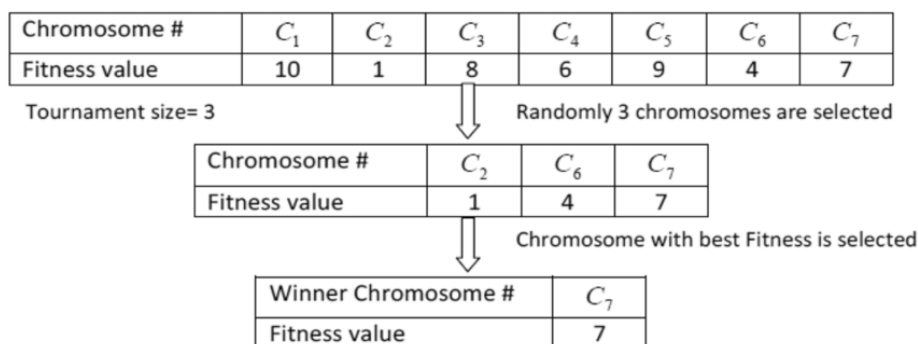 Chromosome # C1 C2 C3 C4 C5 C6 C7
Fitness value 10 1 8 6 9 4 7
Tournament size= 3 Randomly 3 chromosomes are selected
Chromosome # C2 C6 C7
Fitness value 1 4 7
Chromosome with best Fitness is selected
Winner Chromosome # C7
Fitness value 7